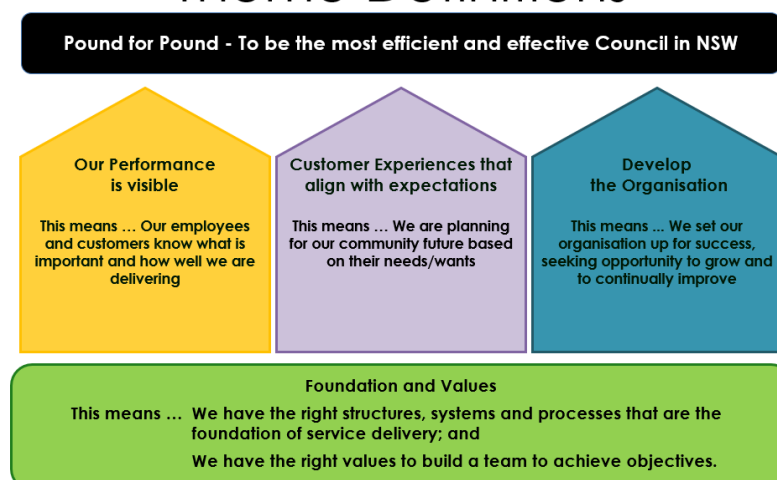 Theme Definitions
Pound for Pound - To be the most efficient and effective Council in NSW
Our Performance
is visible
This means ... Our employees
and customers know what is
important and how well we are
delivering
Customer Experiences that
align with expectations
This means ... We are planning
for our community future based
on their needs/wants
Develop
the Organisation
This means ... We set our
organisation up for success,
seeking opportunity to grow and
to continually improve
Foundation and Values
This means ... We have the right structures, systems and processes that are the
foundation of service delivery; and
We have the right values to build a team to achieve objectives.